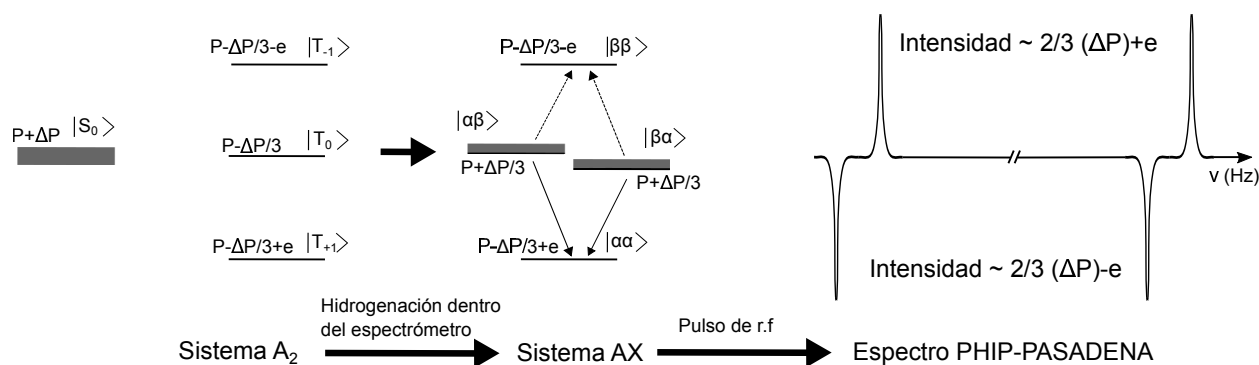 P+ΔP |S₀⟩
P-ΔP/3-e |T₋₁⟩
P-ΔP/3 |T₀⟩
P-ΔP/3+e |T₊₁⟩
P-ΔP/3-e |ββ⟩
|αβ⟩
P+ΔP/3
|βα⟩
P+ΔP/3
P-ΔP/3+e |αα⟩
Intensidad ~ 2/3 (ΔP)+e
ν (Hz)
Intensidad ~ 2/3 (ΔP)-e
Sistema A₂
Hidrogenación dentro
del espectrómetro
Sistema AX
Pulso de r.f
Espectro PHIP-PASADENA